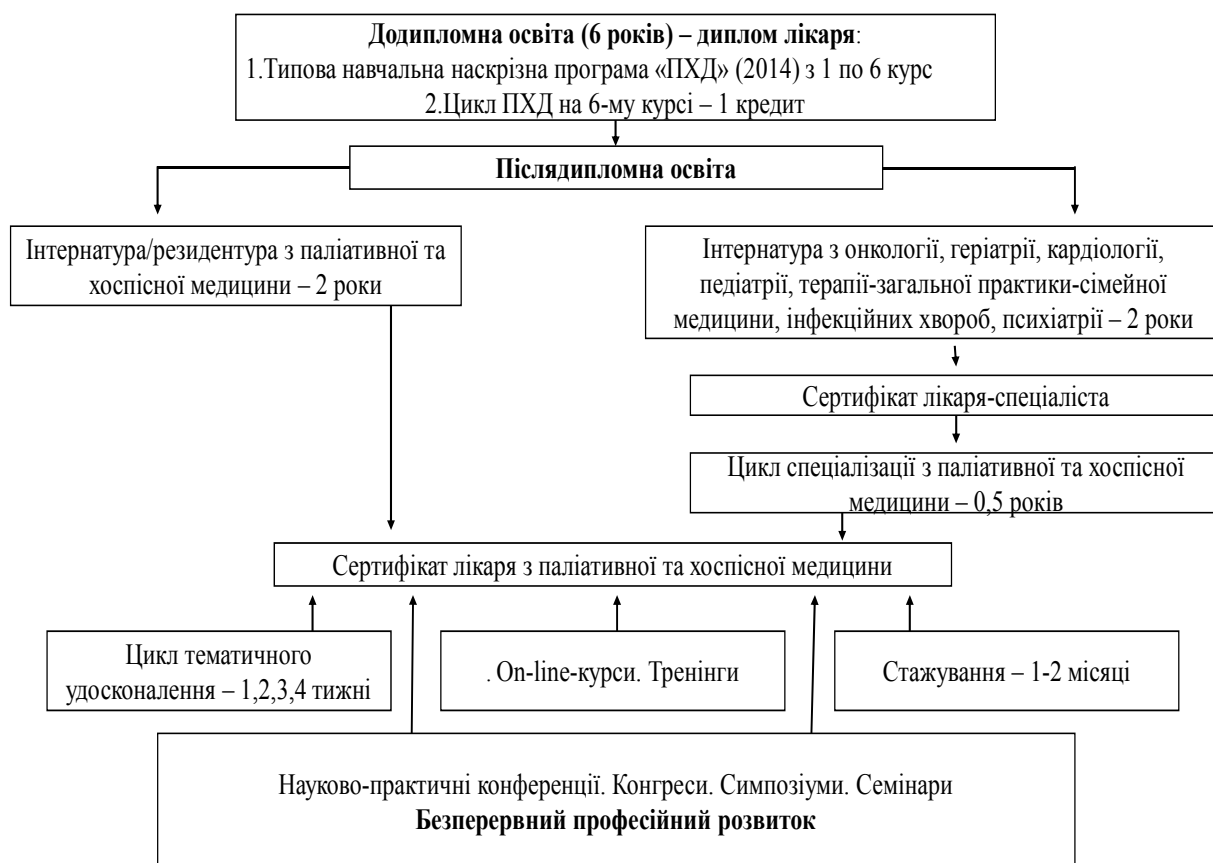 Додипломна освіта (6 років) – диплом лікаря:
1.Типова навчальна наскрізна програма «ПХД» (2014) з 1 по 6 курс
2.Цикл ПХД на 6-му курсі – 1 кредит
Післядипломна освіта
Інтернатура/резидентура з паліативної та
хоспісної медицини – 2 роки
Інтернатура з онкології, геріатрії, кардіології,
педіатрії, терапії-загальної практики-сімейної
медицини, інфекційних хвороб, психіатрії – 2 роки
Сертифікат лікаря-спеціаліста
Цикл спеціалізації з паліативної та хоспісної
медицини – 0,5 років
Сертифікат лікаря з паліативної та хоспісної медицини
Цикл тематичного
удосконалення – 1,2,3,4 тижні
. On-line-курси. Тренінги
Стажування – 1-2 місяці
Науково-практичні конференції. Конгреси. Симпозіуми. Семінари
Безперервний професійний розвиток